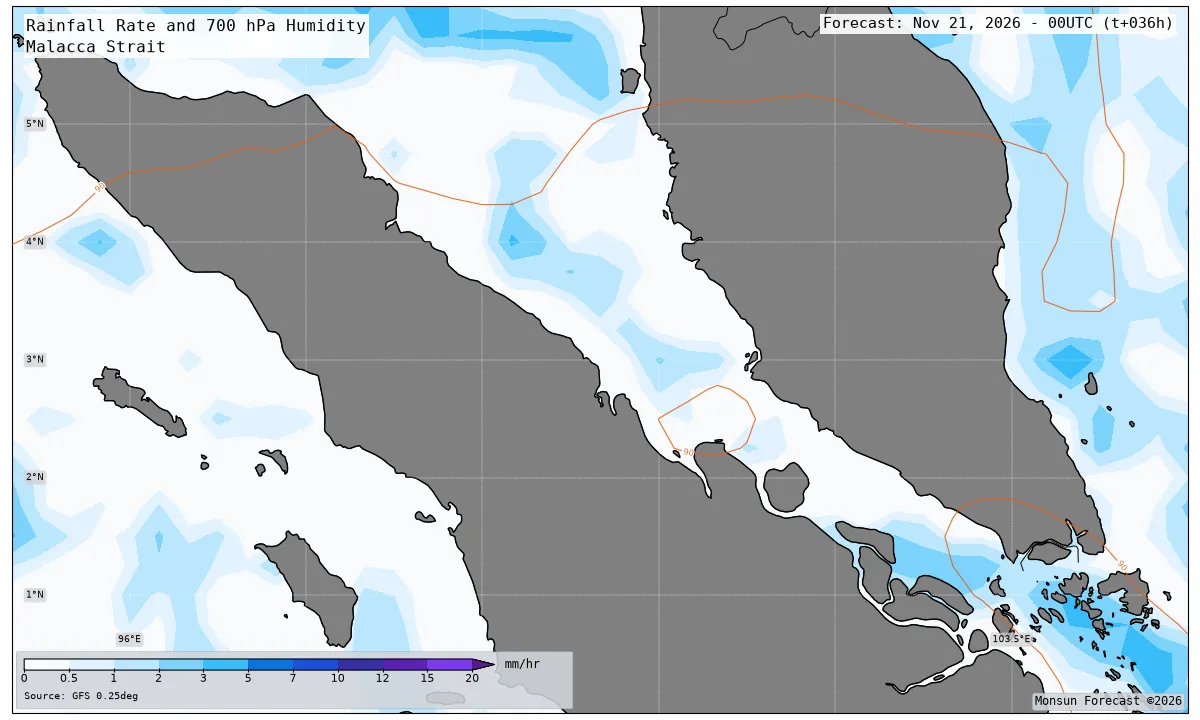 Rainfall Rate and 700 hPa Humidity
Malacca Strait
Forecast: Nov 21, 2026 - 00UTC (t+036h)
5°N
90
4°N
3°N
90
2°N
90
1°N
96°E
103.5°E
0 0.5 1 2 3 5 7 10 12 15 20
mm/hr
Source: GFS 0.25deg
Monsun Forecast ©2026